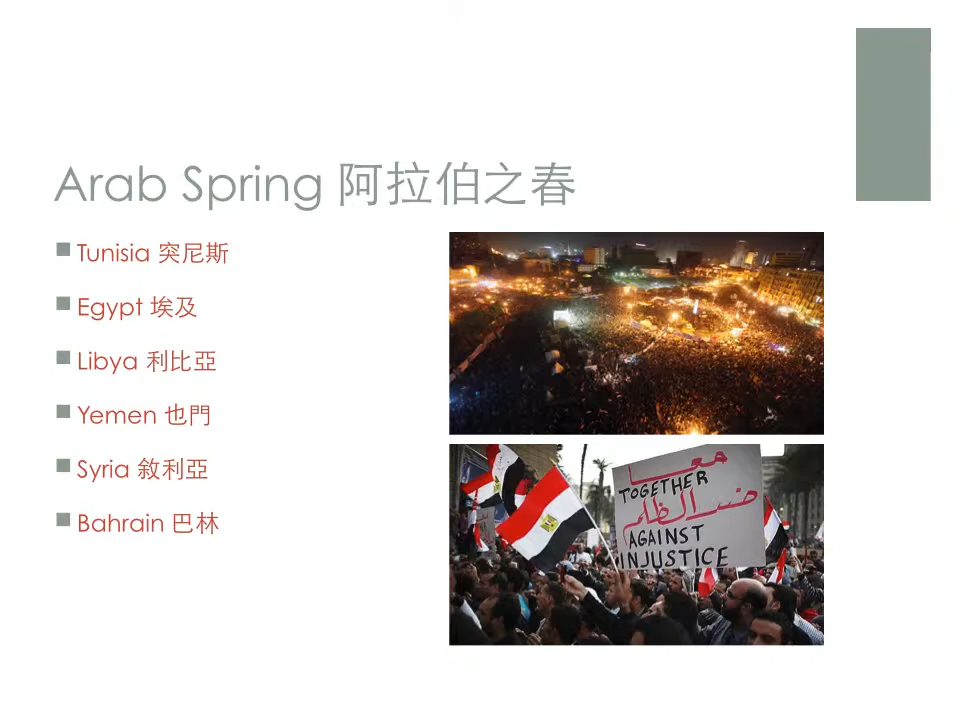 Arab Spring 阿拉伯之春
Tunisia 突尼斯
Egypt 埃及
Libya 利比亞
Yemen 也門
Syria 敘利亞
Bahrain 巴林
معا
TOGETHER
ضد الظلم
AGAINST
INJUSTICE